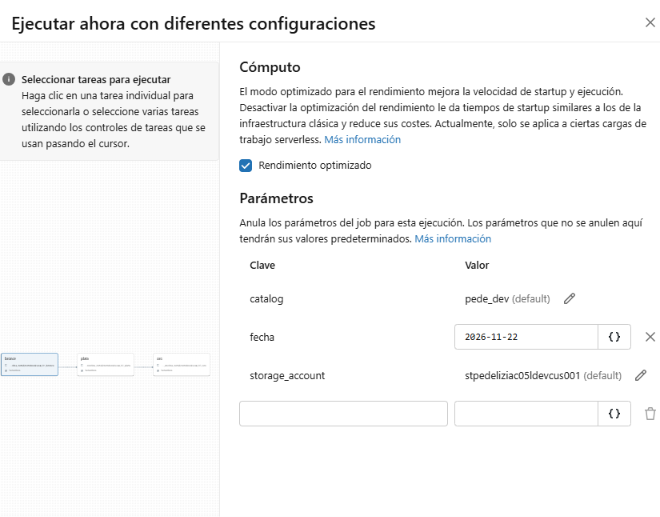 Ejecutar ahora con diferentes configuraciones
Seleccionar tareas para ejecutar
Haga clic en una tarea individual para
seleccionarla o seleccione varias tareas
utilizando los controles de tareas que se
usan pasando el cursor.
Cómputo
El modo optimizado para el rendimiento mejora la velocidad de startup y ejecución.
Desactivar la optimización del rendimiento le da tiempos de startup similares a los de la
infraestructura clásica y reduce sus costes. Actualmente, solo se aplica a ciertas cargas de
trabajo serverless. Más información
Rendimiento optimizado
Parámetros
Anula los parámetros del job para esta ejecución. Los parámetros que no se anulen aquí
tendrán sus valores predeterminados. Más información
Clave Valor
catalog pede_dev (default)
fecha 2026-11-22 {}
storage_account stpedeliziac05ldevcus001 (default)
{}